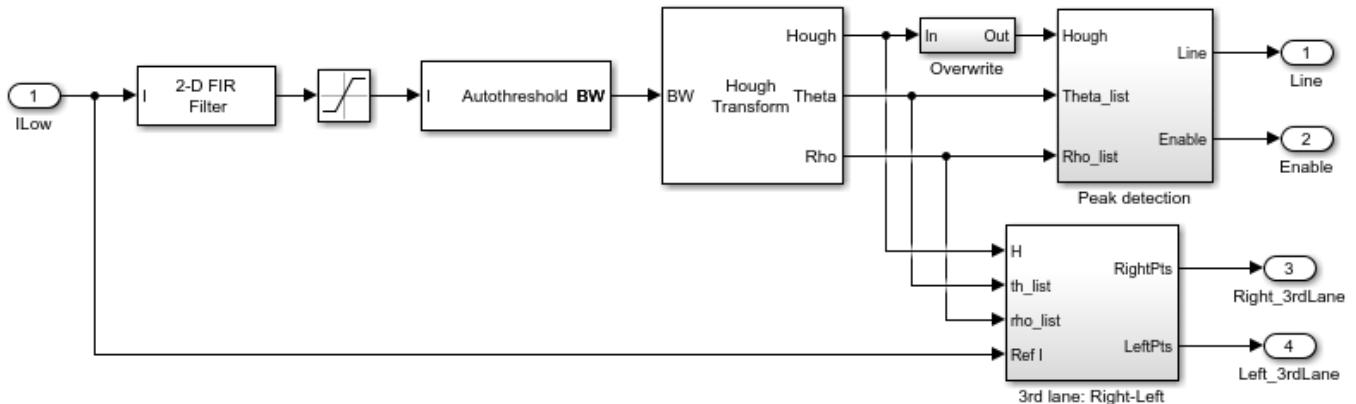 1
ILow
I
2-D FIR
Filter
I
Autothreshold BW
BW
Hough
Transform
Hough
Theta
Rho
In
Out
Overwrite
Hough
Theta_list
Rho_list
Line
Enable
Peak detection
1
Line
2
Enable
H
th_list
rho_list
Ref I
RightPts
LeftPts
3rd lane: Right-Left
3
Right_3rdLane
4
Left_3rdLane